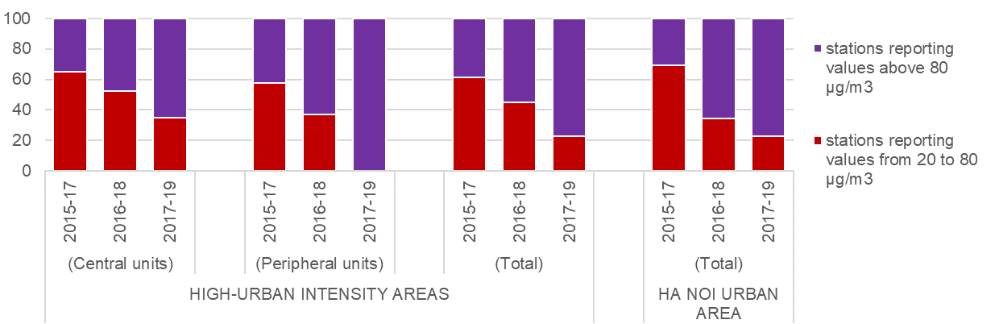 100
80
60
40
20
0
2015-17
2016-18
2017-19
2015-17
2016-18
2017-19
2015-17
2016-18
2017-19
2015-17
2016-18
2017-19
(Central units)
(Peripheral units)
(Total)
(Total)
HIGH-URBAN INTENSITY AREAS
HA NOI URBAN
AREA
stations reporting
values above 80
µg/m3
stations reporting
values from 20 to 80
µg/m3